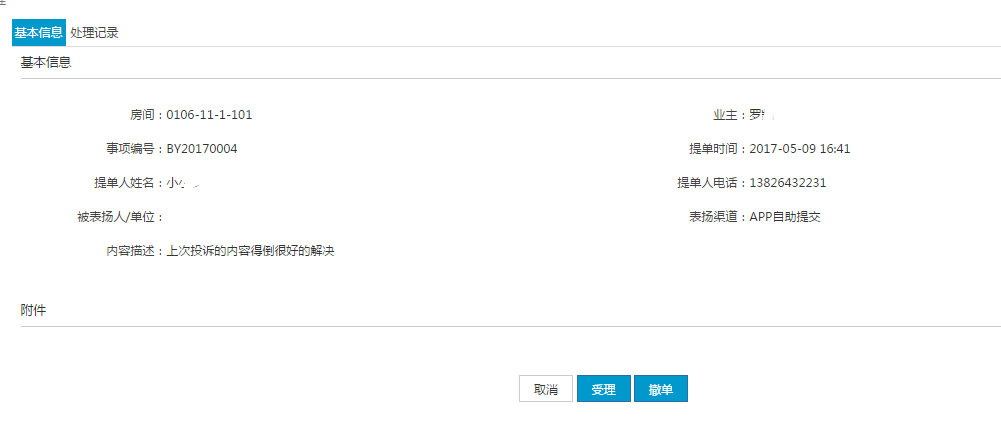 基本信息 处理记录
基本信息
房间：0106-11-1-101 业主：罗
事项编号：BY20170004 提单时间：2017-05-09 16:41
提单人姓名：小 提单人电话：13826432231
被表扬人/单位： 表扬渠道：APP自助提交
内容描述：上次投诉的内容得倒很好的解决
附件
取消 受理 撤单